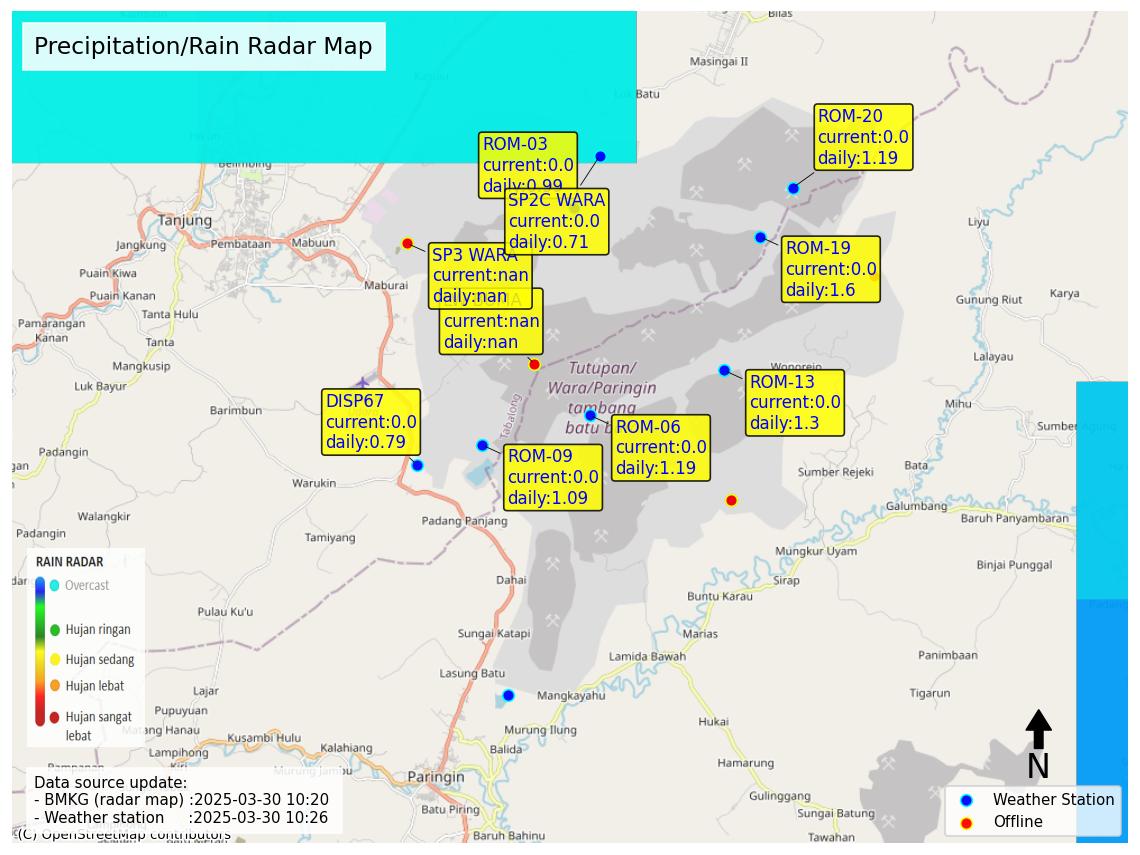 Precipitation/Rain Radar Map
Bilas
Masingai II
Batu
ROM-20
current:0.0
daily:1.19
ROM-03
current:0.0
daily:0.99
SP2C WARA
current:0.0
daily:0.71
ROM-19
current:0.0
daily:1.6
SP3 WARA
current:nan
daily:nan
current:nan
daily:nan
Belimbing
Tanjung
Jangkung
Pembataan
Mabuun
Maburai
Puain Kiwa
Puain Kanan
Tanta Hulu
Pamarangan
Kanan
Tanta
Mangkusip
Luk Bayur
Barimbun
Liyu
Gunung Riut
Karya
Lalayau
Mihu
Wonorejo
Tutupan/
Wara/Paringin
tambang
batu
Tabalong
ROM-13
current:0.0
daily:1.3
DISP67
current:0.0
daily:0.79
ROM-06
current:0.0
daily:1.19
ROM-09
current:0.0
daily:1.09
Padangin
Warukin
Sumber Rejeki
Bata
Galumbang
Baruh Panyambaran
Walangkir
Padangin
Padang Panjang
Tamiyang
Mungkur Uyam
Binjai Punggal
Dahai
Sirap
Buntu Karau
Pulau Ku'u
Sungai Katapi
Marias
Lamida Bawah
Panimbaan
Lasung Batu
Mangkayahu
Tigarun
Lajar
Pupuyuan
Matang Hanau
Hukai
Murung Ilung
Kusambi Hulu
Lampihong
Kalahiang
Balida
Hamarung
Murung Jambu
Paringin
Gulinggang
Batu Piring
Sungai Batung
Baruh Bahinu
Tawahan
RAIN RADAR
Overcast
Hujan ringan
Hujan sedang
Hujan lebat
Hujan sangat
lebat
Data source update:
- BMKG (radar map) :2025-03-30 10:20
- Weather station :2025-03-30 10:26
(C) OpenStreetMap contributors
N
Weather Station
Offline